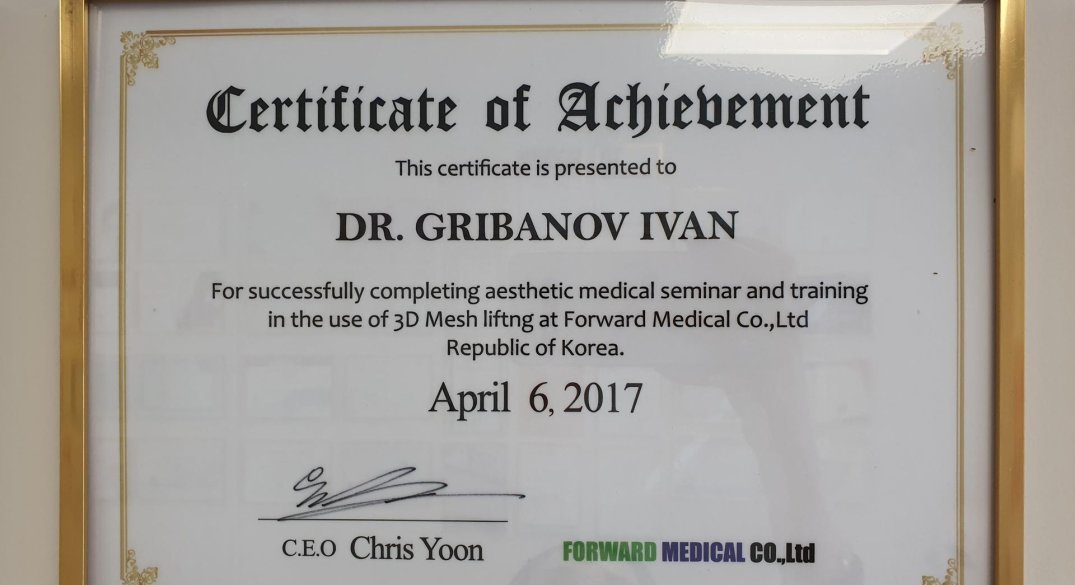 Certificate of Achievement
This certificate is presented to
DR. GRIBANOV IVAN
For successfully completing aesthetic medical seminar and training
in the use of 3D Mesh liftng at Forward Medical Co.,Ltd
Republic of Korea.
April 6, 2017
C.E.O Chris Yoon
FORWARD MEDICAL CO.,Ltd